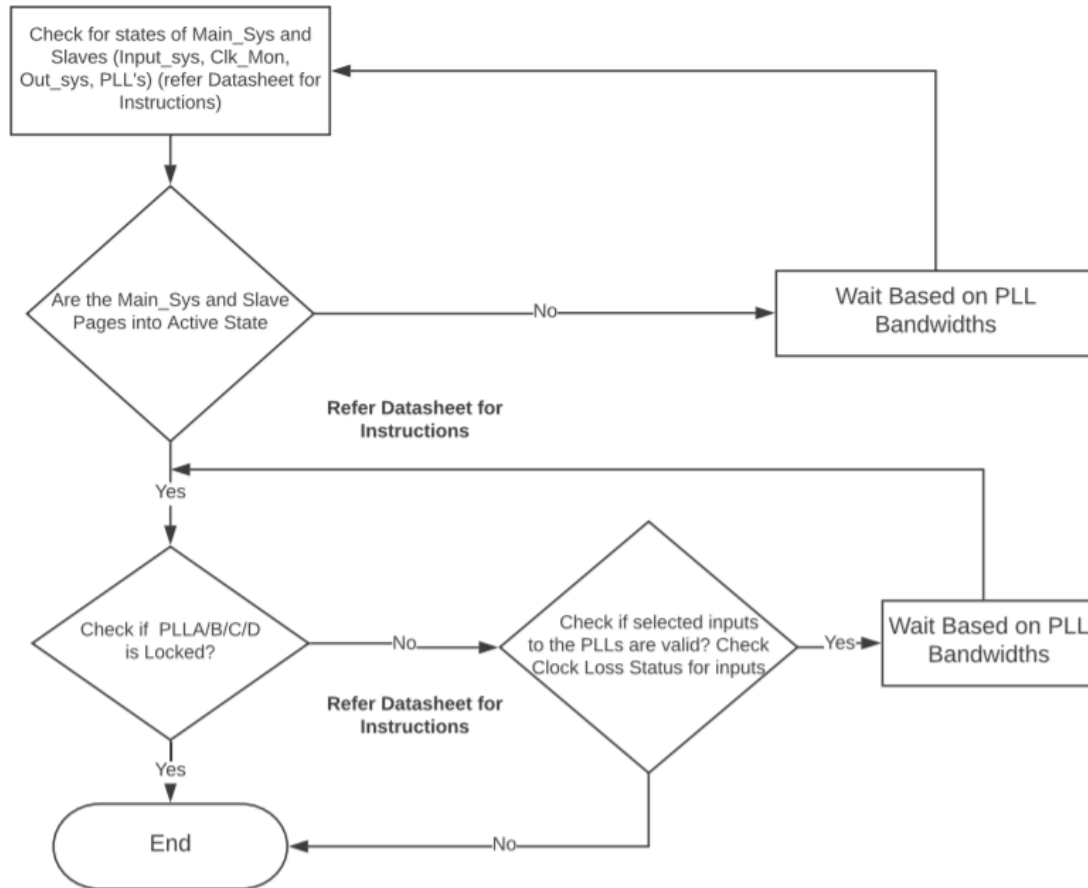 Check for states of Main_Sys and
Slaves (Input_sys, Clk_Mon,
Out_sys, PLL's) (refer Datasheet for
Instructions)
Are the Main_Sys and Slave
Pages into Active State
No
Wait Based on PLL
Bandwidths
Refer Datasheet for
Instructions
Yes
Check if PLLA/B/C/D
is Locked?
No
Check if selected inputs
to the PLLs are valid? Check
Clock Loss Status for inputs
Yes
Wait Based on PLL
Bandwidths
Refer Datasheet for
Instructions
Yes
End
No